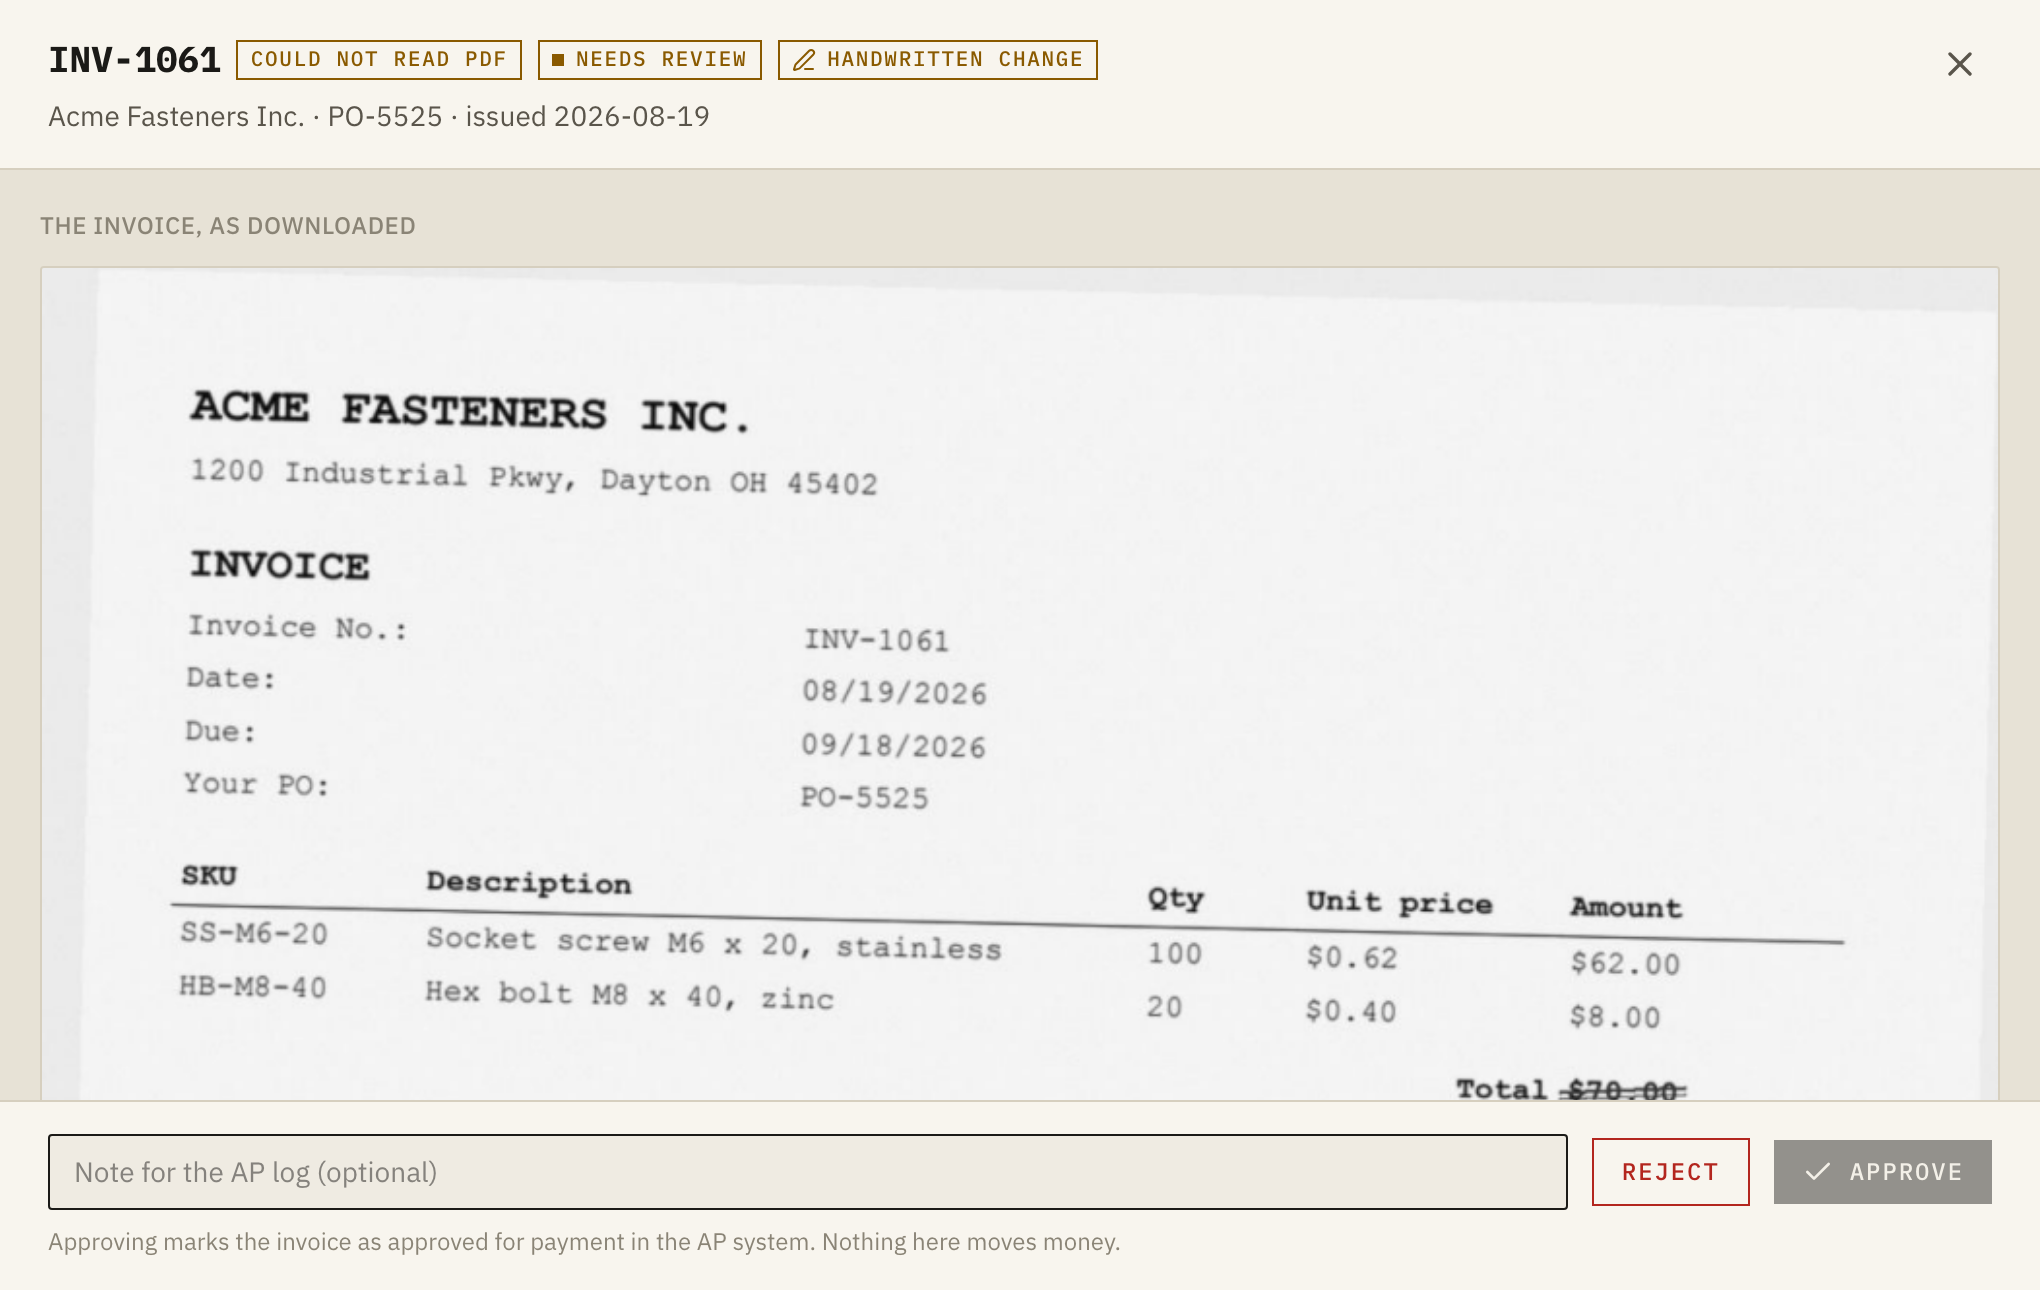 INV-1061 COULD NOT READ PDF NEEDS REVIEW HANDWRITTEN CHANGE
Acme Fasteners Inc. · PO-5525 · issued 2026-08-19
THE INVOICE, AS DOWNLOADED
ACME FASTENERS INC.
1200 Industrial Pkwy, Dayton OH 45402
INVOICE
Invoice No.: INV-1061
Date: 08/19/2026
Due: 09/18/2026
Your PO: PO-5525
SKU Description Qty Unit price Amount
SS-M6-20 Socket screw M6 x 20, stainless 100 $0.62 $62.00
HB-M8-40 Hex bolt M8 x 40, zinc 20 $0.40 $8.00
Total $70.00
Note for the AP log (optional) REJECT APPROVE
Approving marks the invoice as approved for payment in the AP system. Nothing here moves money.